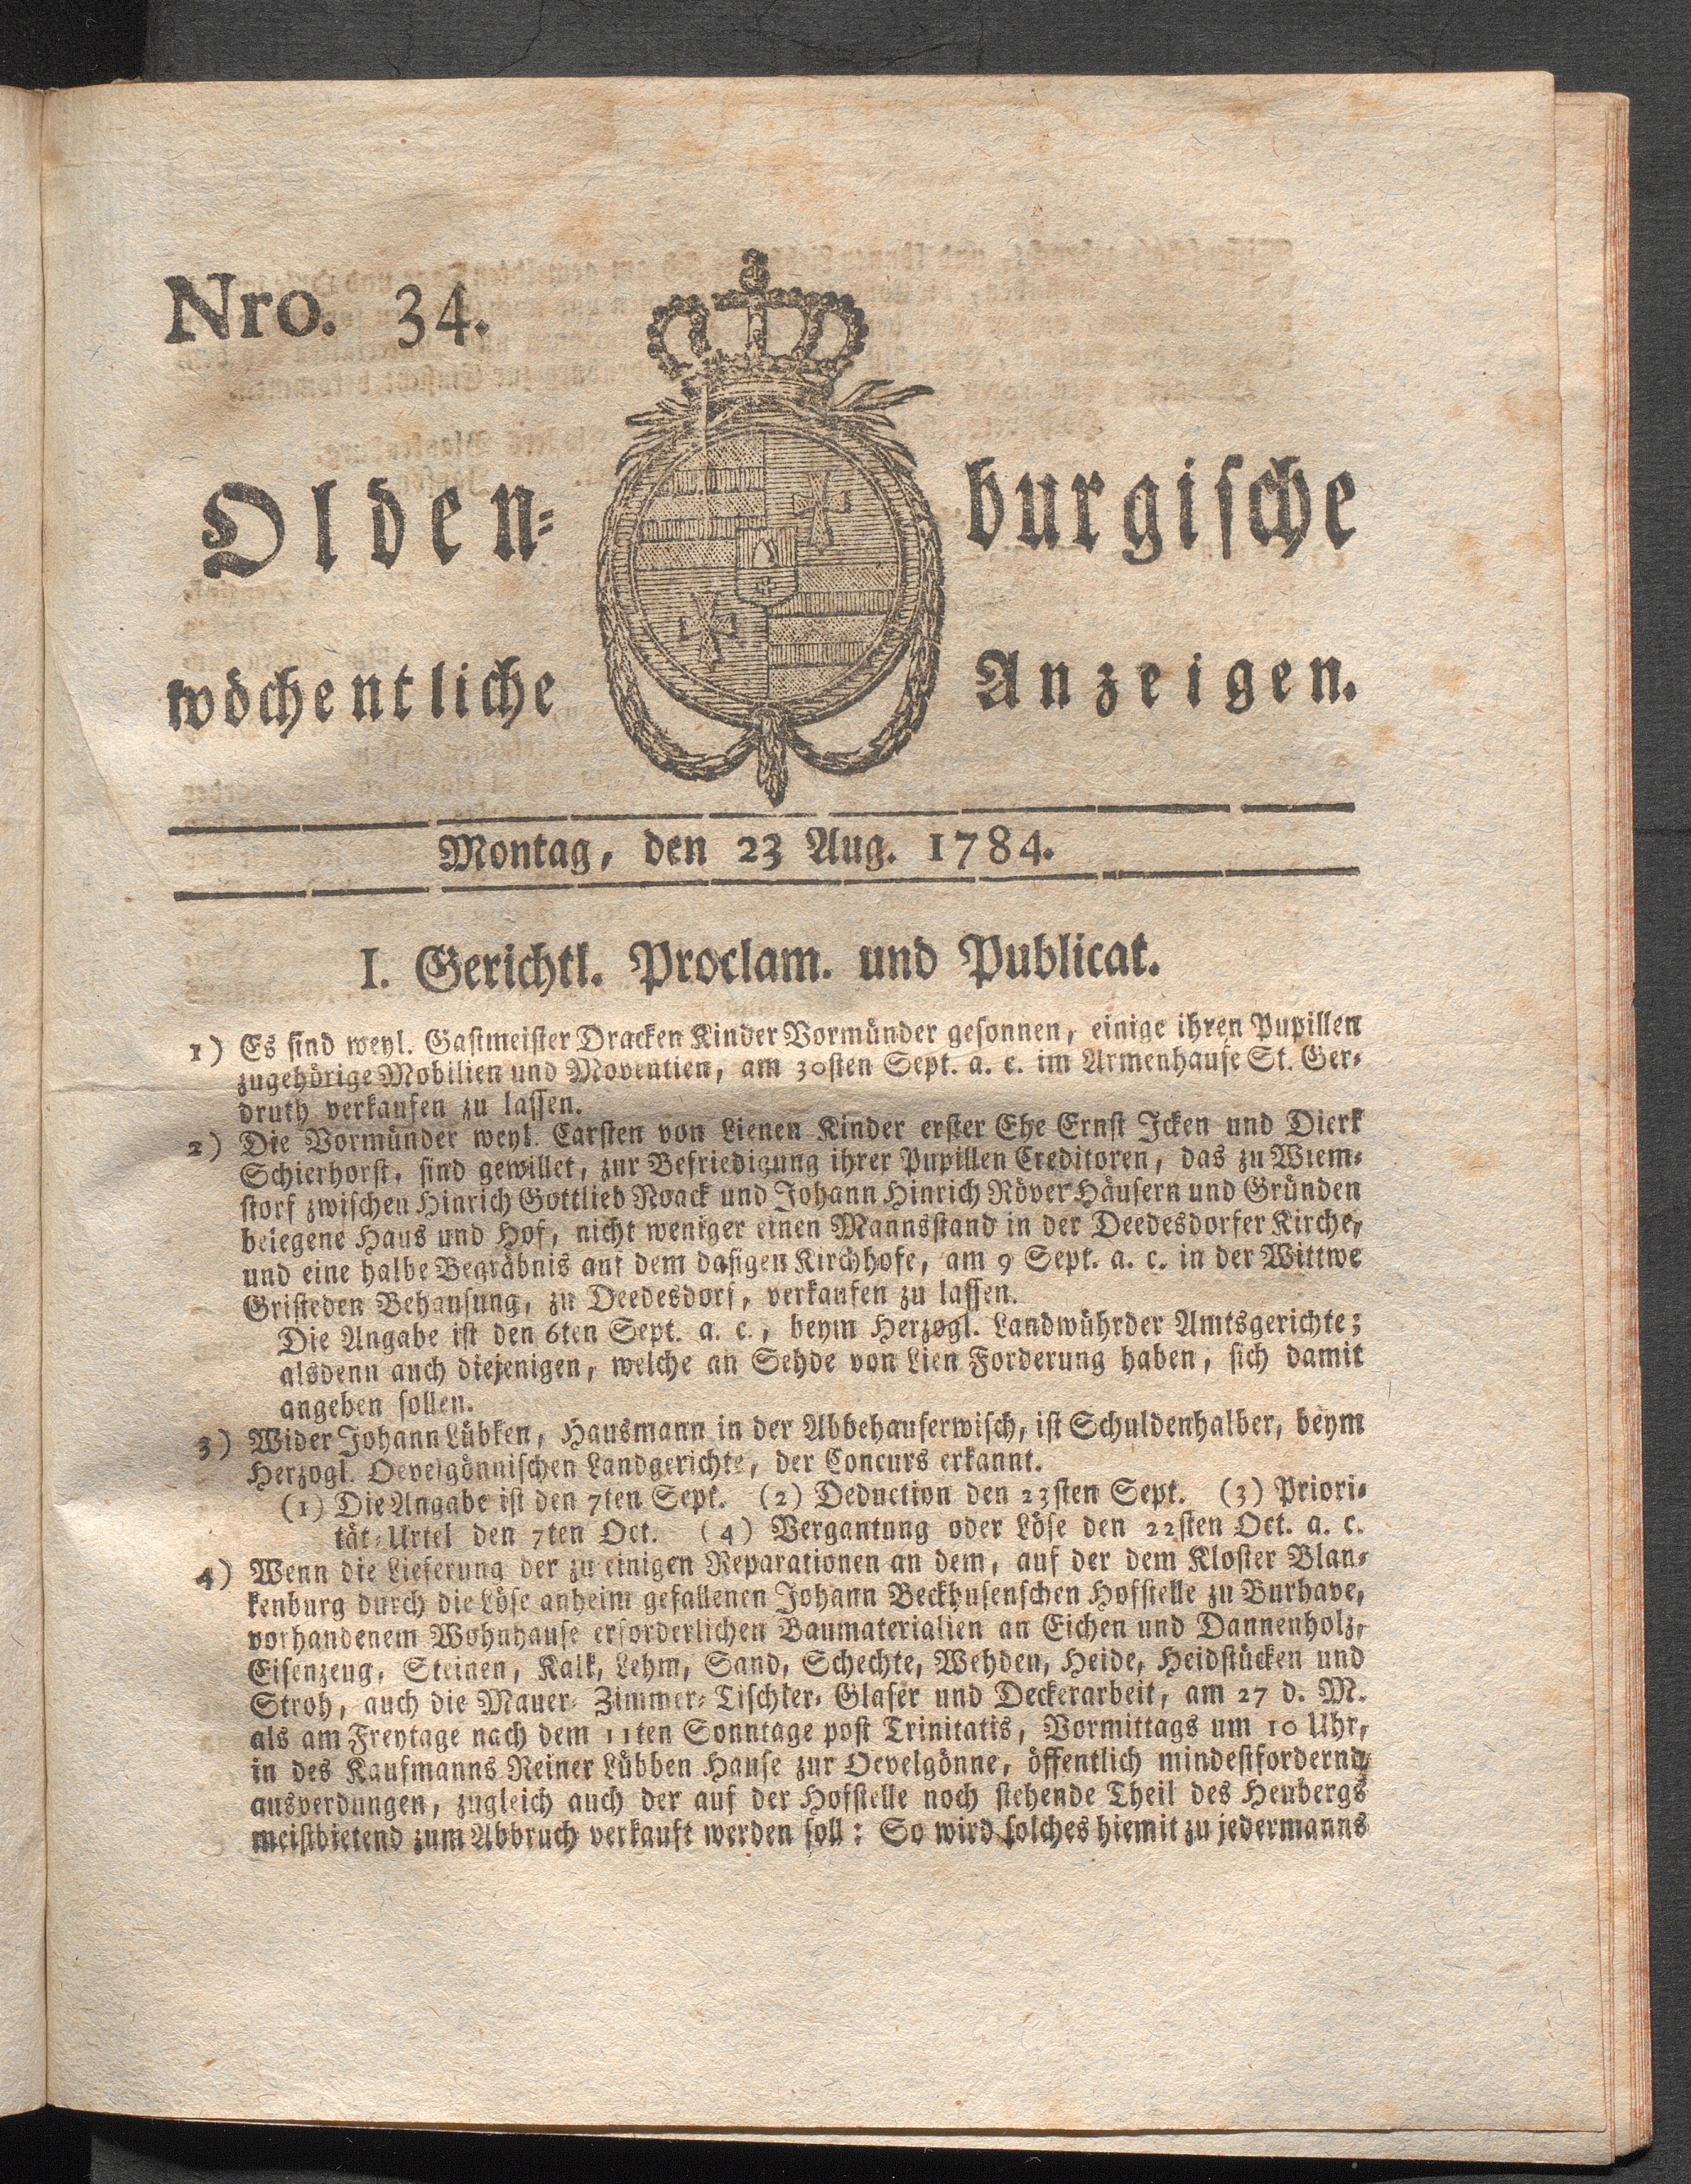 Nro. 34.
Olden- burgische
wöchentliche Anzeigen.
Montag, den 23 Aug. 1784.
I. Gerichtl. Proclam. und Publicat.
1) Es sind weyl. Gastmeister Dracken Kinder Vormünder gesonnen, einige ihren Pupillen
zugehörige Mobilien und Moventien, am 30sten Sept. a. c. im Armenhause St. Ger-
druth verkaufen zu lassen.
2) Die Vormünder weyl. Carsten von Lienen Kinder erster Ehe Ernst Icken und Dierk
Schierhorst, sind gewillet, zur Befriedigung ihrer Pupillen Creditoren, das zu Wiem-
storf zwischen Hinrich Gottlieb Noack und Johann Hinrich Röver Häusern und Gründen
belegene Haus und Hof, nicht weniger einen Mannsstand in der Deedesdorfer Kirche,
und eine halbe Begräbnis auf dem dasigen Kirchhofe, am 9 Sept. a. c. in der Wittwe
Gristeden Behausung, zu Deedesdorf, verkaufen zu lassen.
Die Angabe ist den 6ten Sept. a. c., beym Herzogl. Landwührder Amtsgerichte;
alsdenn auch diejenigen, welche an Sehde von Lien Forderung haben, sich damit
angeben sollen.
3) Wider Johann Lübken, Hausmann in der Abbehauserwisch, ist Schuldenhalber, beym
Herzogl. Oevelgönnischen Landgerichte, der Concurs erkannt.
(1) Die Angabe ist den 7ten Sept. (2) Deduction den 23sten Sept. (3) Priori-
tät-Urtel den 7ten Oct. (4) Vergantung oder Löse den 22sten Oct. a. c.
4) Wenn die Lieferung der zu einigen Reparationen an dem, auf der dem Kloster Blan-
kenburg durch die Löse anheim gefallenen Johann Beckhusenschen Hofstelle zu Burhave,
vorhandenem Wohnhause erforderlichen Baumaterialien an Eichen und Dannenholz,
Eisenzeug, Steinen, Kalk, Lehm, Sand, Schechte, Wehden, Heide, Heidstücken und
Stroh, auch die Mauer- Zimmer- Tischler- Glaser und Deckerarbeit, am 27 d. M.
als am Freytage nach dem 11ten Sonntage post Trinitatis, Vormittags um 10 Uhr,
in des Kaufmanns Reiner Lübben Hause zur Oevelgönne, öffentlich mindestfordernd
ausverdungen, zugleich auch der auf der Hofstelle noch stehende Theil des Heubergs
meistbietend zum Abbruch verkauft werden soll: So wird solches hiemit zu jedermanns